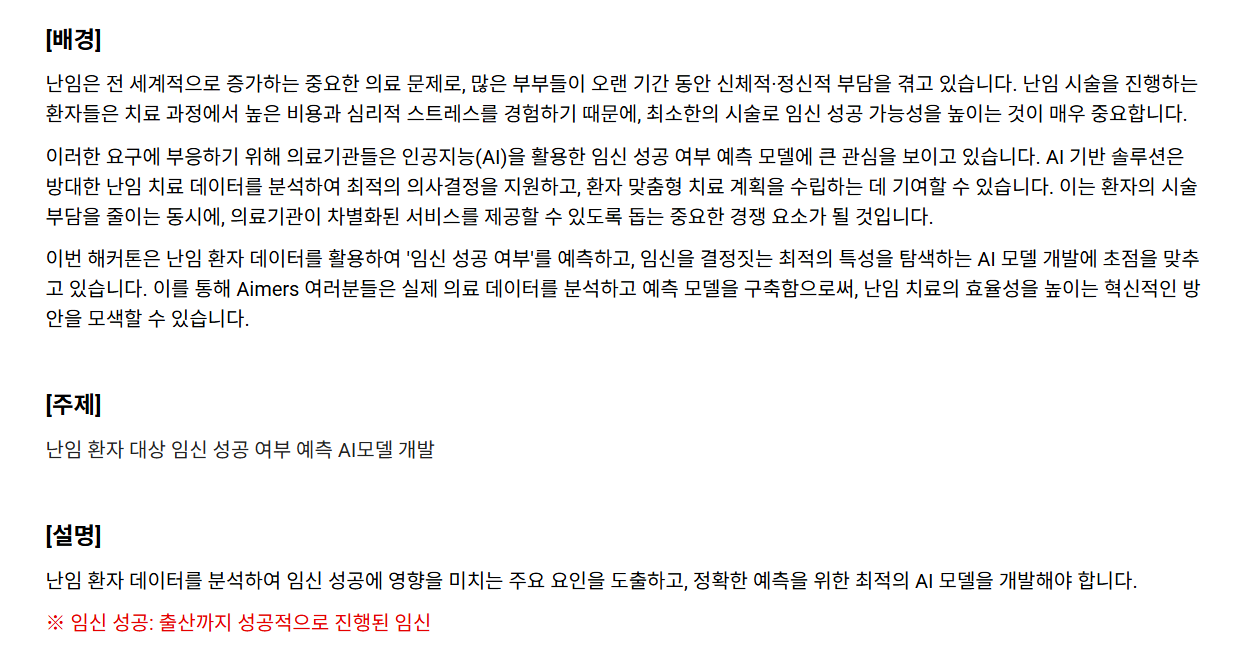 [배경]
난임은 전 세계적으로 증가하는 중요한 의료 문제로, 많은 부부들이 오랜 기간 동안 신체적·정신적 부담을 겪고 있습니다. 난임 시술을 진행하는
환자들은 치료 과정에서 높은 비용과 심리적 스트레스를 경험하기 때문에, 최소한의 시술로 임신 성공 가능성을 높이는 것이 매우 중요합니다.
이러한 요구에 부응하기 위해 의료기관들은 인공지능(AI)을 활용한 임신 성공 여부 예측 모델에 큰 관심을 보이고 있습니다. AI 기반 솔루션은
방대한 난임 치료 데이터를 분석하여 최적의 의사결정을 지원하고, 환자 맞춤형 치료 계획을 수립하는 데 기여할 수 있습니다. 이는 환자의 시술
부담을 줄이는 동시에, 의료기관이 차별화된 서비스를 제공할 수 있도록 돕는 중요한 경쟁 요소가 될 것입니다.
이번 해커톤은 난임 환자 데이터를 활용하여 '임신 성공 여부'를 예측하고, 임신을 결정짓는 최적의 특성을 탐색하는 AI 모델 개발에 초점을 맞추
고 있습니다. 이를 통해 Aimers 여러분들은 실제 의료 데이터를 분석하고 예측 모델을 구축함으로써, 난임 치료의 효율성을 높이는 혁신적인 방
안을 모색할 수 있습니다.
[주제]
난임 환자 대상 임신 성공 여부 예측 AI모델 개발
[설명]
난임 환자 데이터를 분석하여 임신 성공에 영향을 미치는 주요 요인을 도출하고, 정확한 예측을 위한 최적의 AI 모델을 개발해야 합니다.
※ 임신 성공: 출산까지 성공적으로 진행된 임신